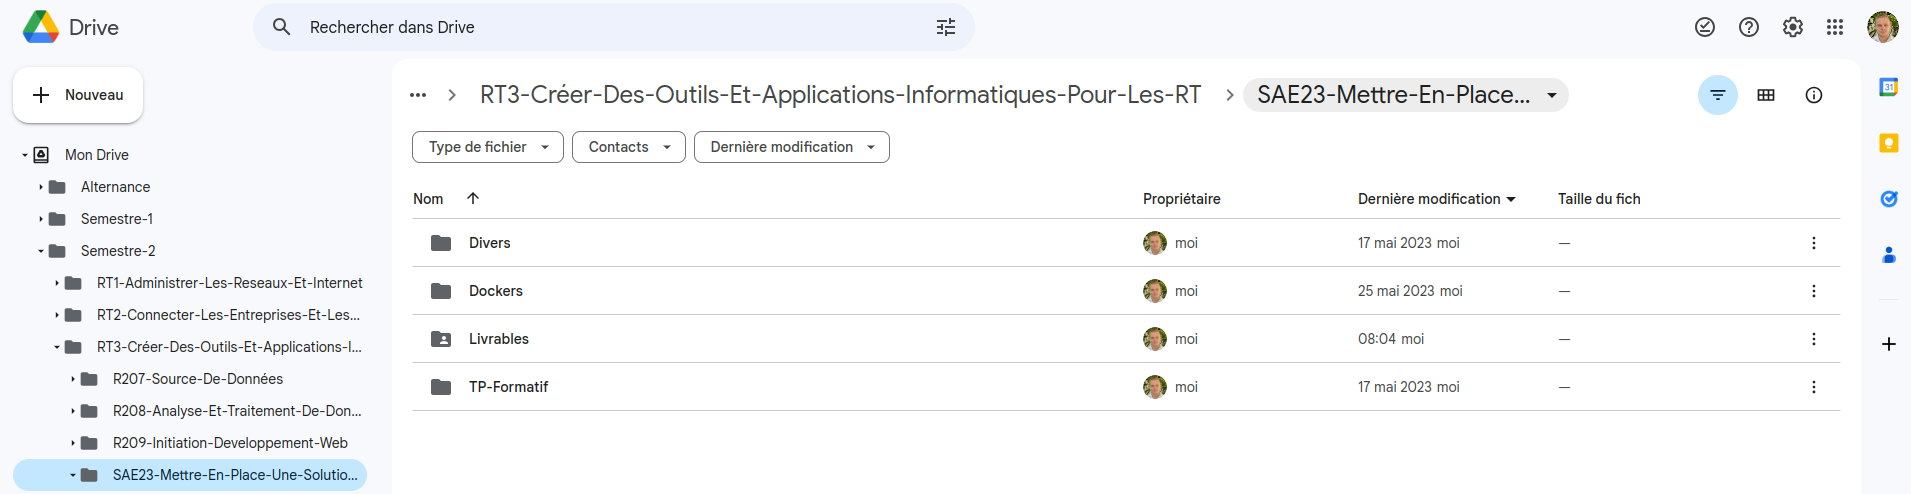 Drive
Rechercher dans Drive
Nouveau
Mon Drive
Alternance
Semestre-1
Semestre-2
RT1-Administrer-Les-Reseaux-Et-Internet
RT2-Connecter-Les-Entreprises-Et-Les...
RT3-Créer-Des-Outils-Et-Applications-I...
R207-Source-De-Données
R208-Analyse-Et-Traitement-De-Don...
R209-Initiation-Developpement-Web
SAE23-Mettre-En-Place-Une-Solutio...
RT3-Créer-Des-Outils-Et-Applications-Informatiques-Pour-Les-RT
SAE23-Mettre-En-Place...
Type de fichier Contacts Dernière modification
Nom Propriétaire Dernière modification Taille du fich
Divers moi 17 mai 2023 moi —
Dockers moi 25 mai 2023 moi —
Livrables moi 08:04 moi —
TP-Formatif moi 17 mai 2023 moi —
31